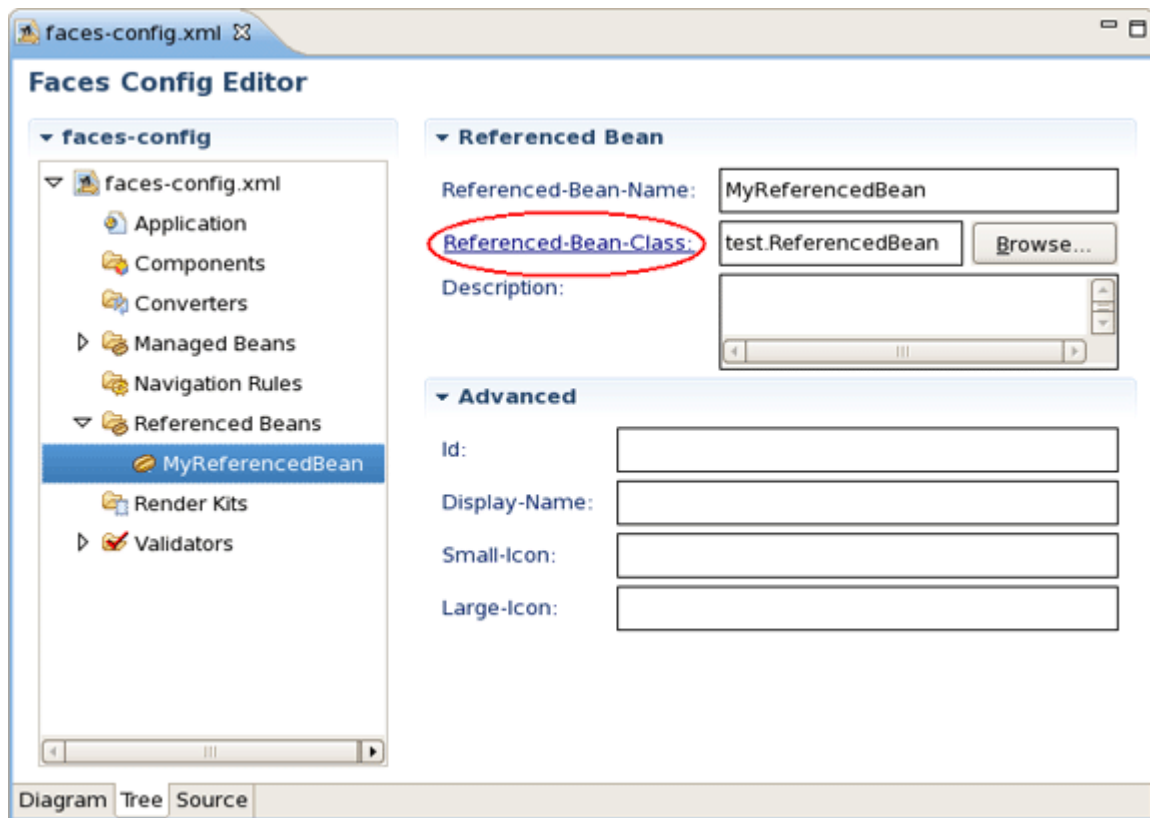 faces-config.xml
Faces Config Editor
faces-config
faces-config.xml
Application
Components
Converters
Managed Beans
Navigation Rules
Referenced Beans
MyReferencedBean
Render Kits
Validators
Referenced Bean
Referenced-Bean-Name: MyReferencedBean
Referenced-Bean-Class: test.ReferencedBean Browse...
Description:
Advanced
Id:
Display-Name:
Small-Icon:
Large-Icon:
Diagram Tree Source